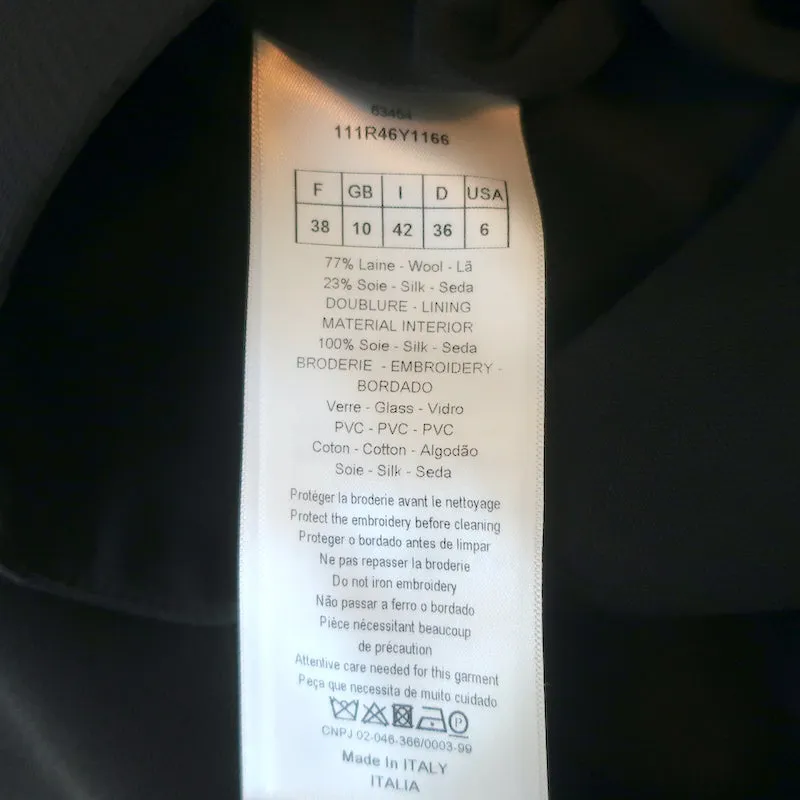 63454
111R46Y1166
F GB I D USA
38 10 42 36 6
77% Laine - Wool - Lã
23% Soie - Silk - Seda
DOUBLURE - LINING
MATERIAL INTERIOR
100% Soie - Silk - Seda
BRODERIE - EMBROIDERY -
BORDADO
Verre - Glass - Vidro
PVC - PVC - PVC
Coton - Cotton - Algodão
Soie - Silk - Seda
Protéger la broderie avant le nettoyage
Protect the embroidery before cleaning
Proteger o bordado antes de limpar
Ne pas repasser la broderie
Do not iron embroidery
Não passar a ferro o bordado
Pièce nécessitant beaucoup
de précaution
Attentive care needed for this garment
Peça que necessita de muito cuidado
P
CNPJ 02-046-366/0003-99
Made In ITALY
ITALIA